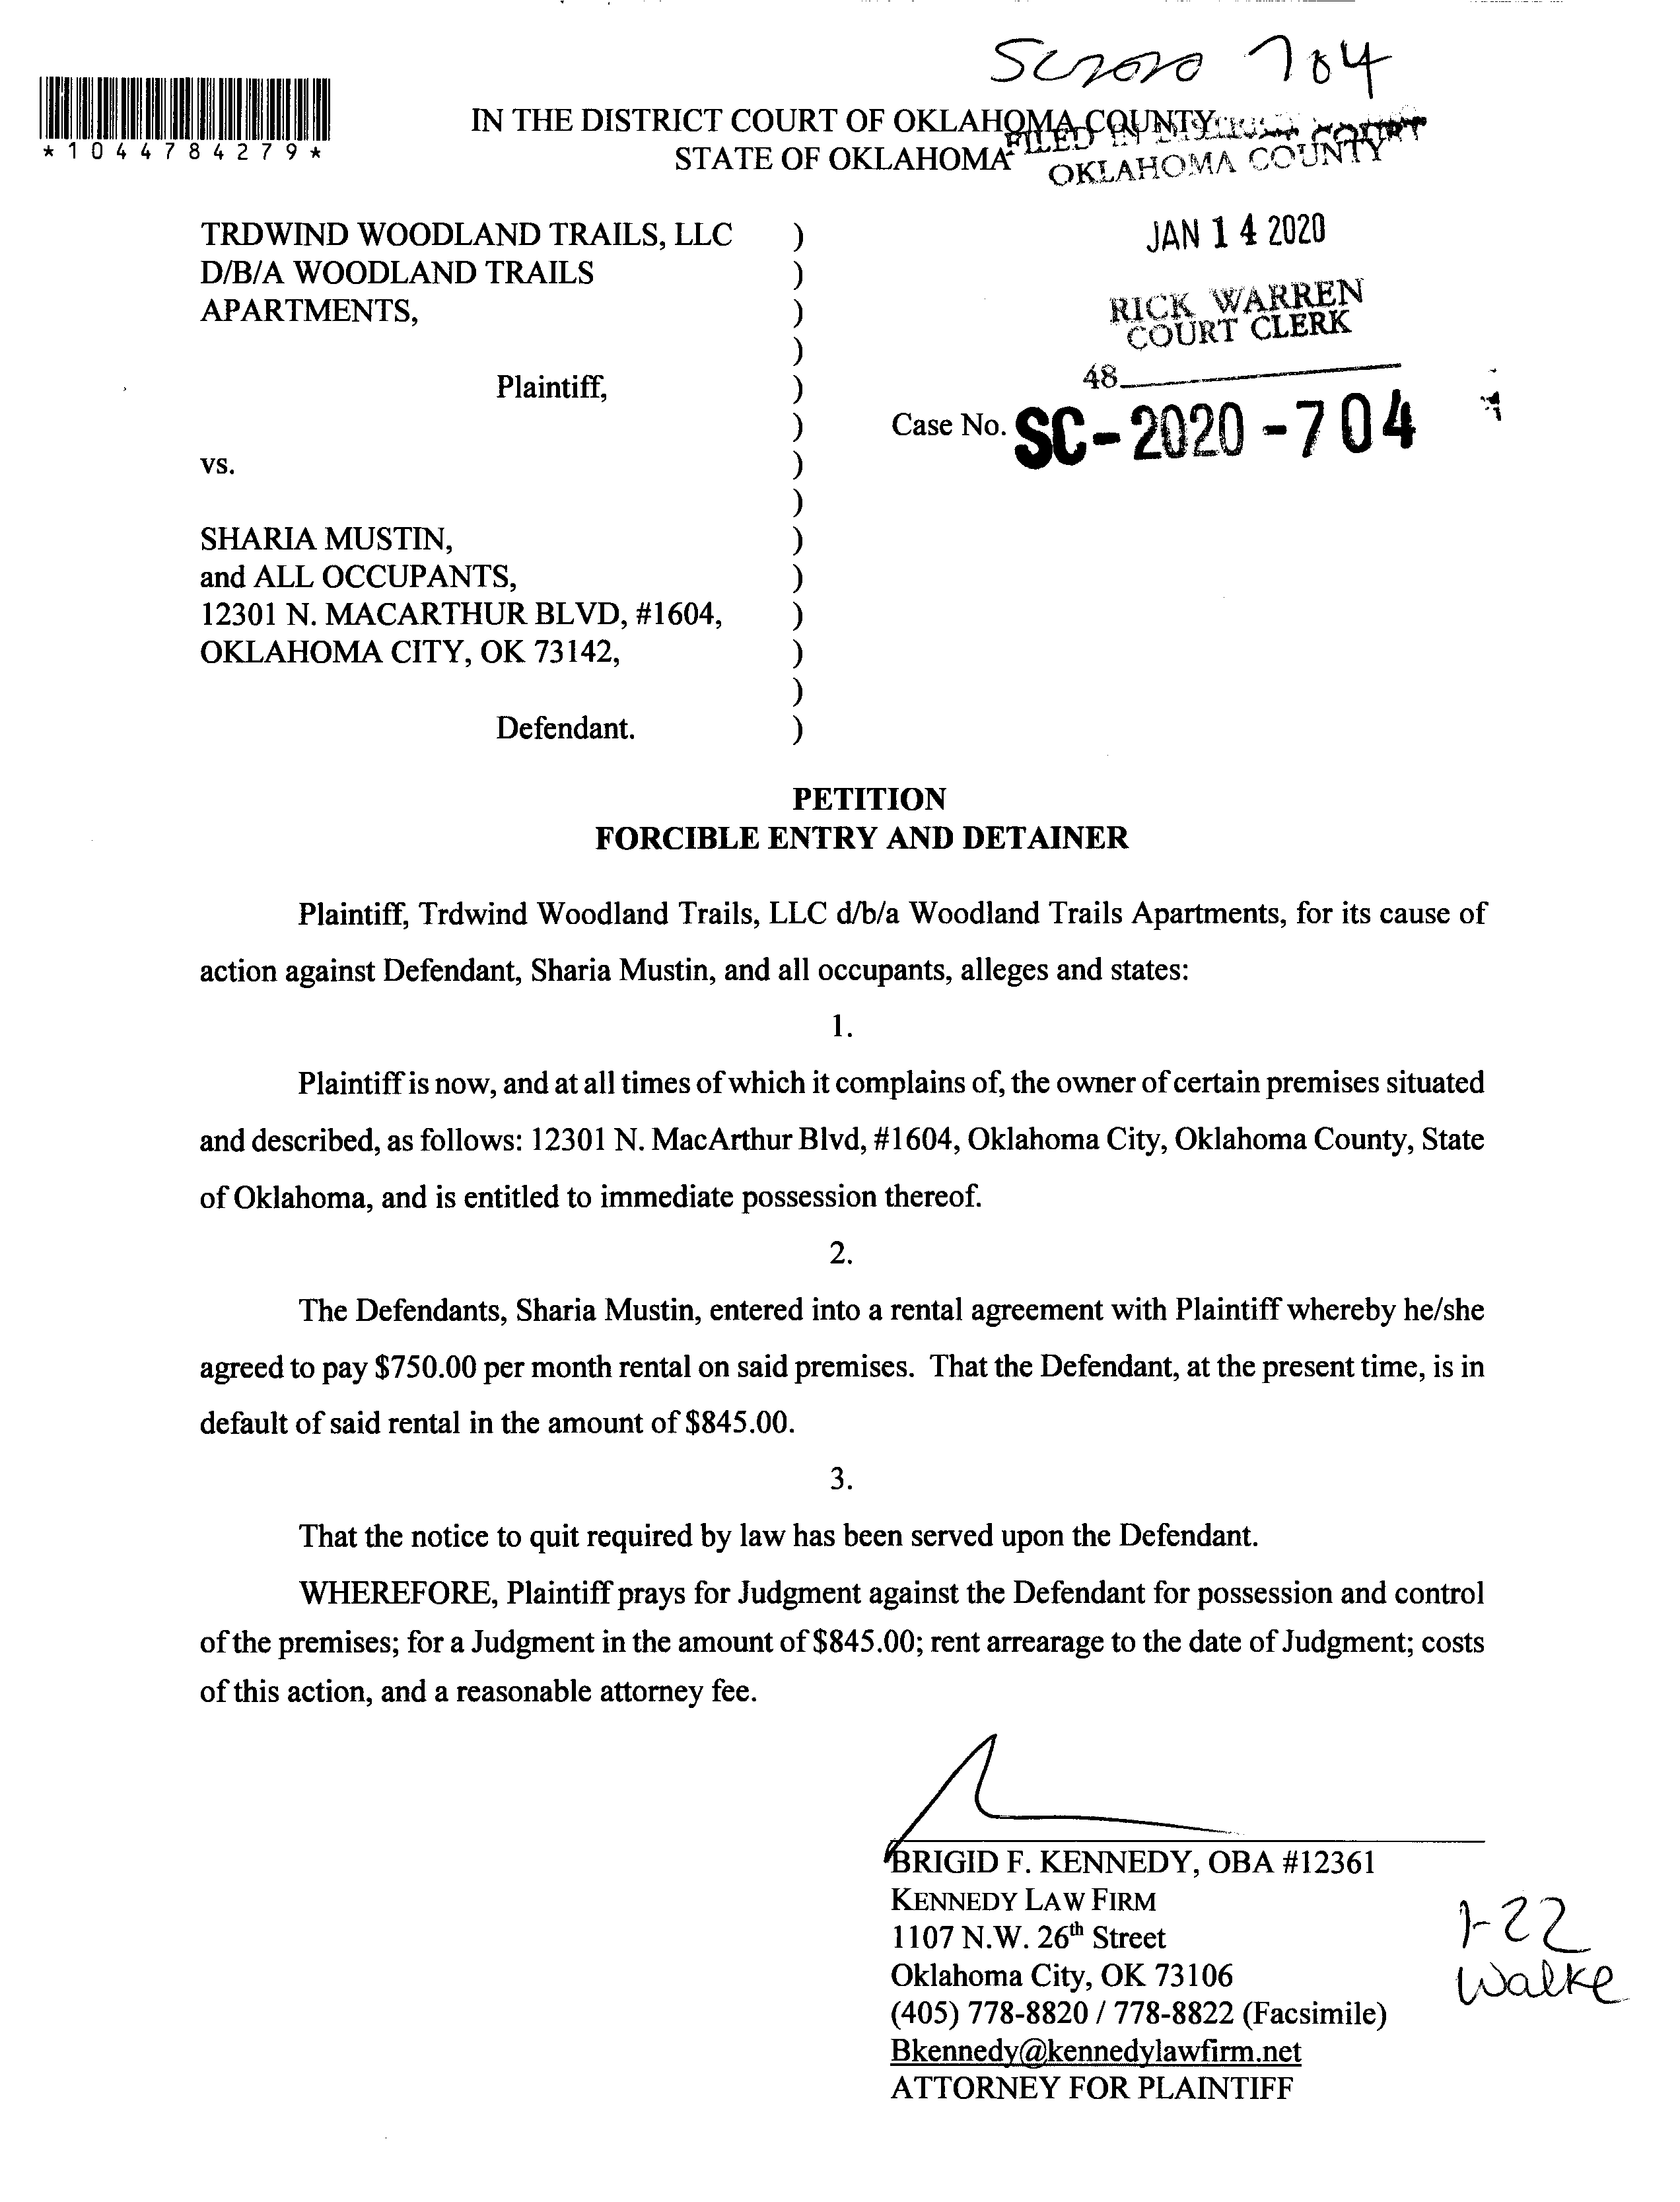 SC2020 704
*1044784279*
IN THE DISTRICT COURT OF OKLAHOMA COUNTY
STATE OF OKLAHOMA
FILED IN DISTRICT COURT
OKLAHOMA COUNTY
JAN 14 2020
RICK WARREN
COURT CLERK
48
TRDWIND WOODLAND TRAILS, LLC )
D/B/A WOODLAND TRAILS )
APARTMENTS, )
)
Plaintiff, )
) Case No. SC-2020-704
vs. )
)
SHARIA MUSTIN, )
and ALL OCCUPANTS, )
12301 N. MACARTHUR BLVD, #1604, )
OKLAHOMA CITY, OK 73142, )
)
Defendant. )
PETITION
FORCIBLE ENTRY AND DETAINER
Plaintiff, Trdwind Woodland Trails, LLC d/b/a Woodland Trails Apartments, for its cause of
action against Defendant, Sharia Mustin, and all occupants, alleges and states:
1.
Plaintiff is now, and at all times of which it complains of, the owner of certain premises situated
and described, as follows: 12301 N. MacArthur Blvd, #1604, Oklahoma City, Oklahoma County, State
of Oklahoma, and is entitled to immediate possession thereof.
2.
The Defendants, Sharia Mustin, entered into a rental agreement with Plaintiff whereby he/she
agreed to pay $750.00 per month rental on said premises. That the Defendant, at the present time, is in
default of said rental in the amount of $845.00.
3.
That the notice to quit required by law has been served upon the Defendant.
WHEREFORE, Plaintiff prays for Judgment against the Defendant for possession and control
of the premises; for a Judgment in the amount of $845.00; rent arrearage to the date of Judgment; costs
of this action, and a reasonable attorney fee.
BRIGID F. KENNEDY, OBA #12361
KENNEDY LAW FIRM
1107 N.W. 26th Street
Oklahoma City, OK 73106
(405) 778-8820 / 778-8822 (Facsimile)
Bkennedy@kennedylawfirm.net
ATTORNEY FOR PLAINTIFF
1-22
Walke